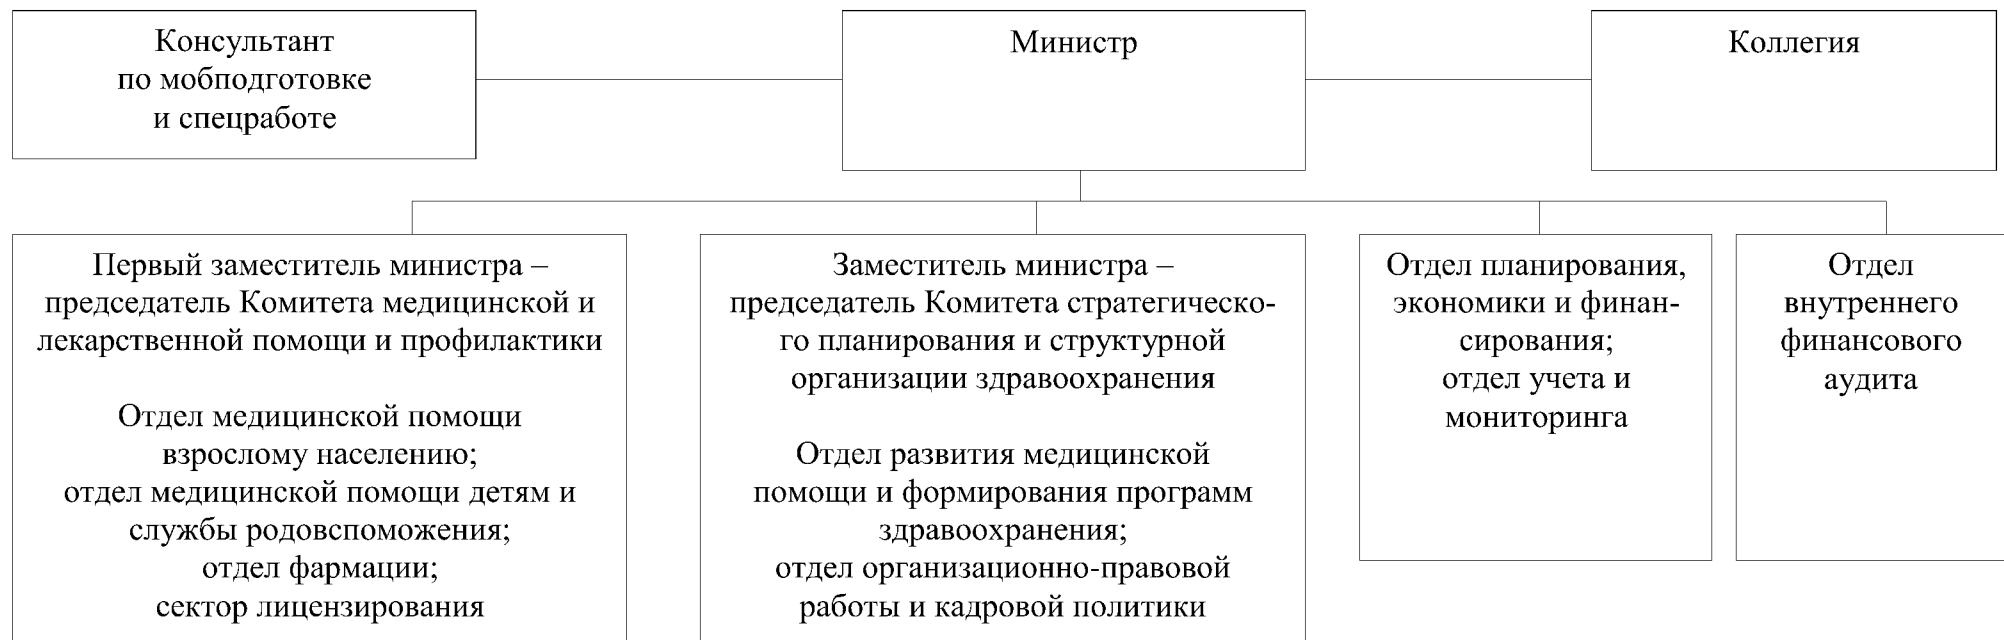 Консультант
по мобподготовке
и спецработе
Министр
Коллегия
Первый заместитель министра –
председатель Комитета медицинской и
лекарственной помощи и профилактики
Отдел медицинской помощи
взрослому населению;
отдел медицинской помощи детям и
службы родовспоможения;
отдел фармации;
сектор лицензирования
Заместитель министра –
председатель Комитета стратегическо-
го планирования и структурной
организации здравоохранения
Отдел развития медицинской
помощи и формирования программ
здравоохранения;
отдел организационно-правовой
работы и кадровой политики
Отдел планирования,
экономики и финан-
сирования;
отдел учета и
мониторинга
Отдел
внутреннего
финансового
аудита